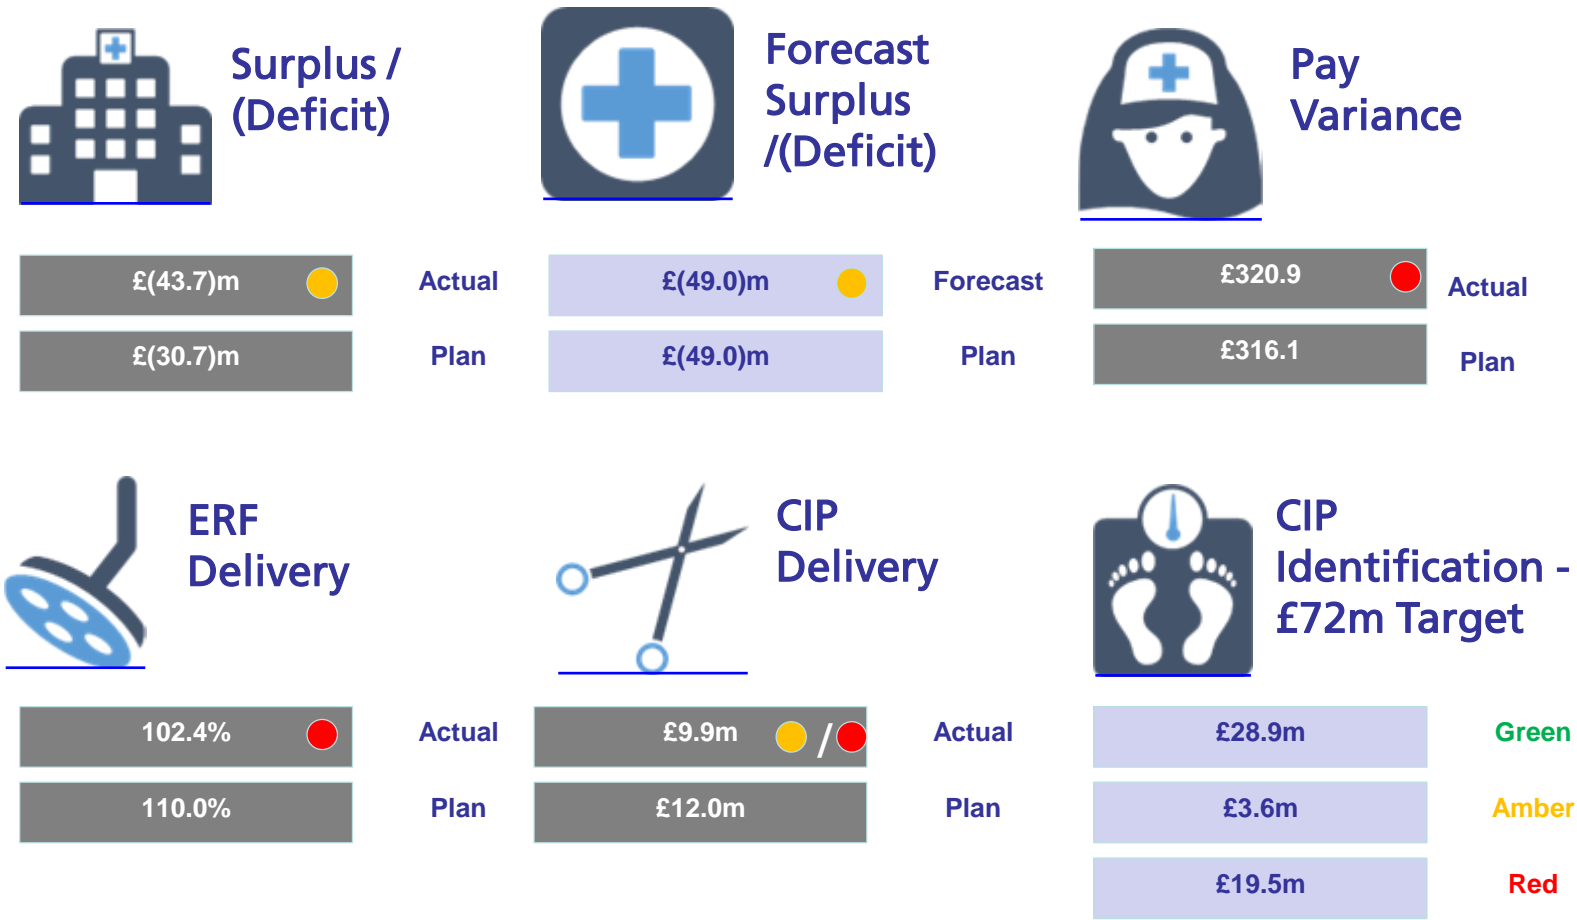 Surplus /
(Deficit)
£(43.7)m Actual
£(30.7)m Plan
Forecast
Surplus
/(Deficit)
£(49.0)m Forecast
£(49.0)m Plan
Pay
Variance
£320.9 Actual
£316.1 Plan
ERF
Delivery
102.4% Actual
110.0% Plan
CIP
Delivery
£9.9m / Actual
£12.0m Plan
CIP
Identification -
£72m Target
£28.9m Green
£3.6m Amber
£19.5m Red